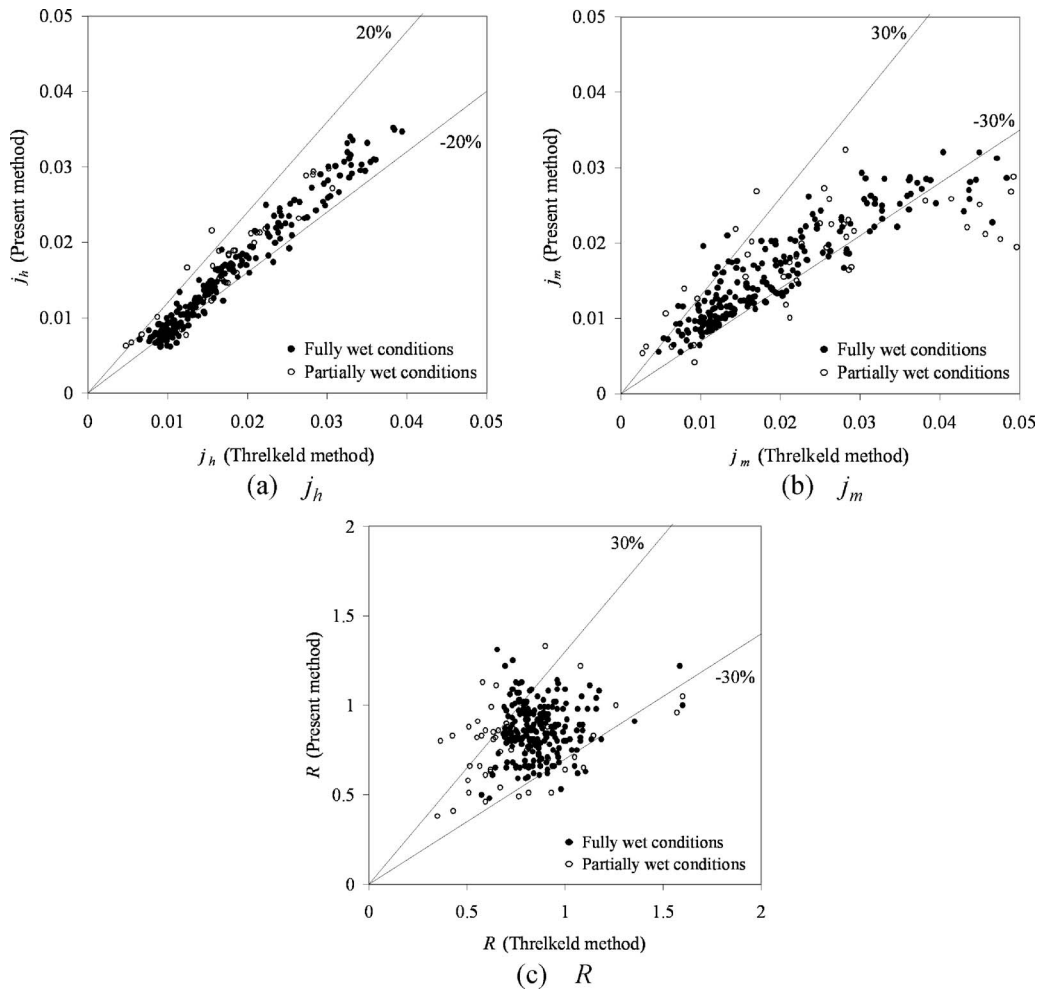 0.05
0.04
0.03
0.02
0.01
0
j_h (Present method)
20%
-20%
Fully wet conditions
Partially wet conditions
0 0.01 0.02 0.03 0.04 0.05
j_h (Threlkeld method)
(a) j_h
0.05
0.04
0.03
0.02
0.01
0
j_m (Present method)
30%
-30%
Fully wet conditions
Partially wet conditions
0 0.01 0.02 0.03 0.04 0.05
j_m (Threlkeld method)
(b) j_m
2
1.5
1
0.5
0
R (Present method)
30%
-30%
Fully wet conditions
Partially wet conditions
0 0.5 1 1.5 2
R (Threlkeld method)
(c) R